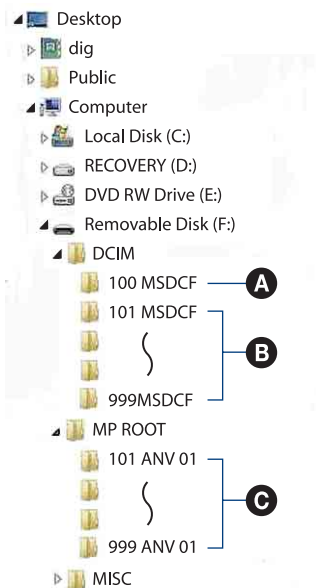 Desktop
dig
Public
Computer
Local Disk (C:)
RECOVERY (D:)
DVD RW Drive (E:)
Removable Disk (F:)
DCIM
100 MSDCF A
101 MSDCF
B
999MSDCF
MP ROOT
101 ANV 01
C
999 ANV 01
MISC